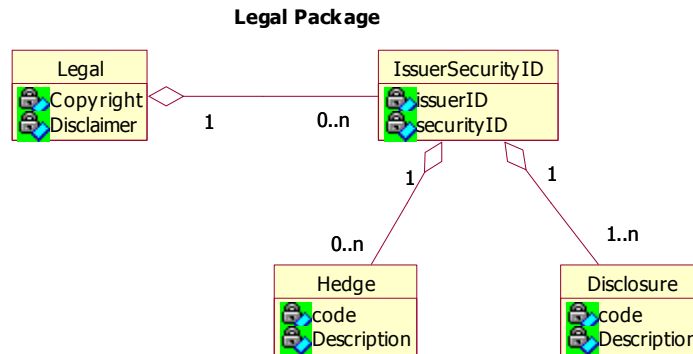 Legal Package
Legal
Copyright
Disclaimer
IssuerSecurityID
issuerID
securityID
1
0..n
1
1
0..n
1..n
Hedge
code
Description
Disclosure
code
Description